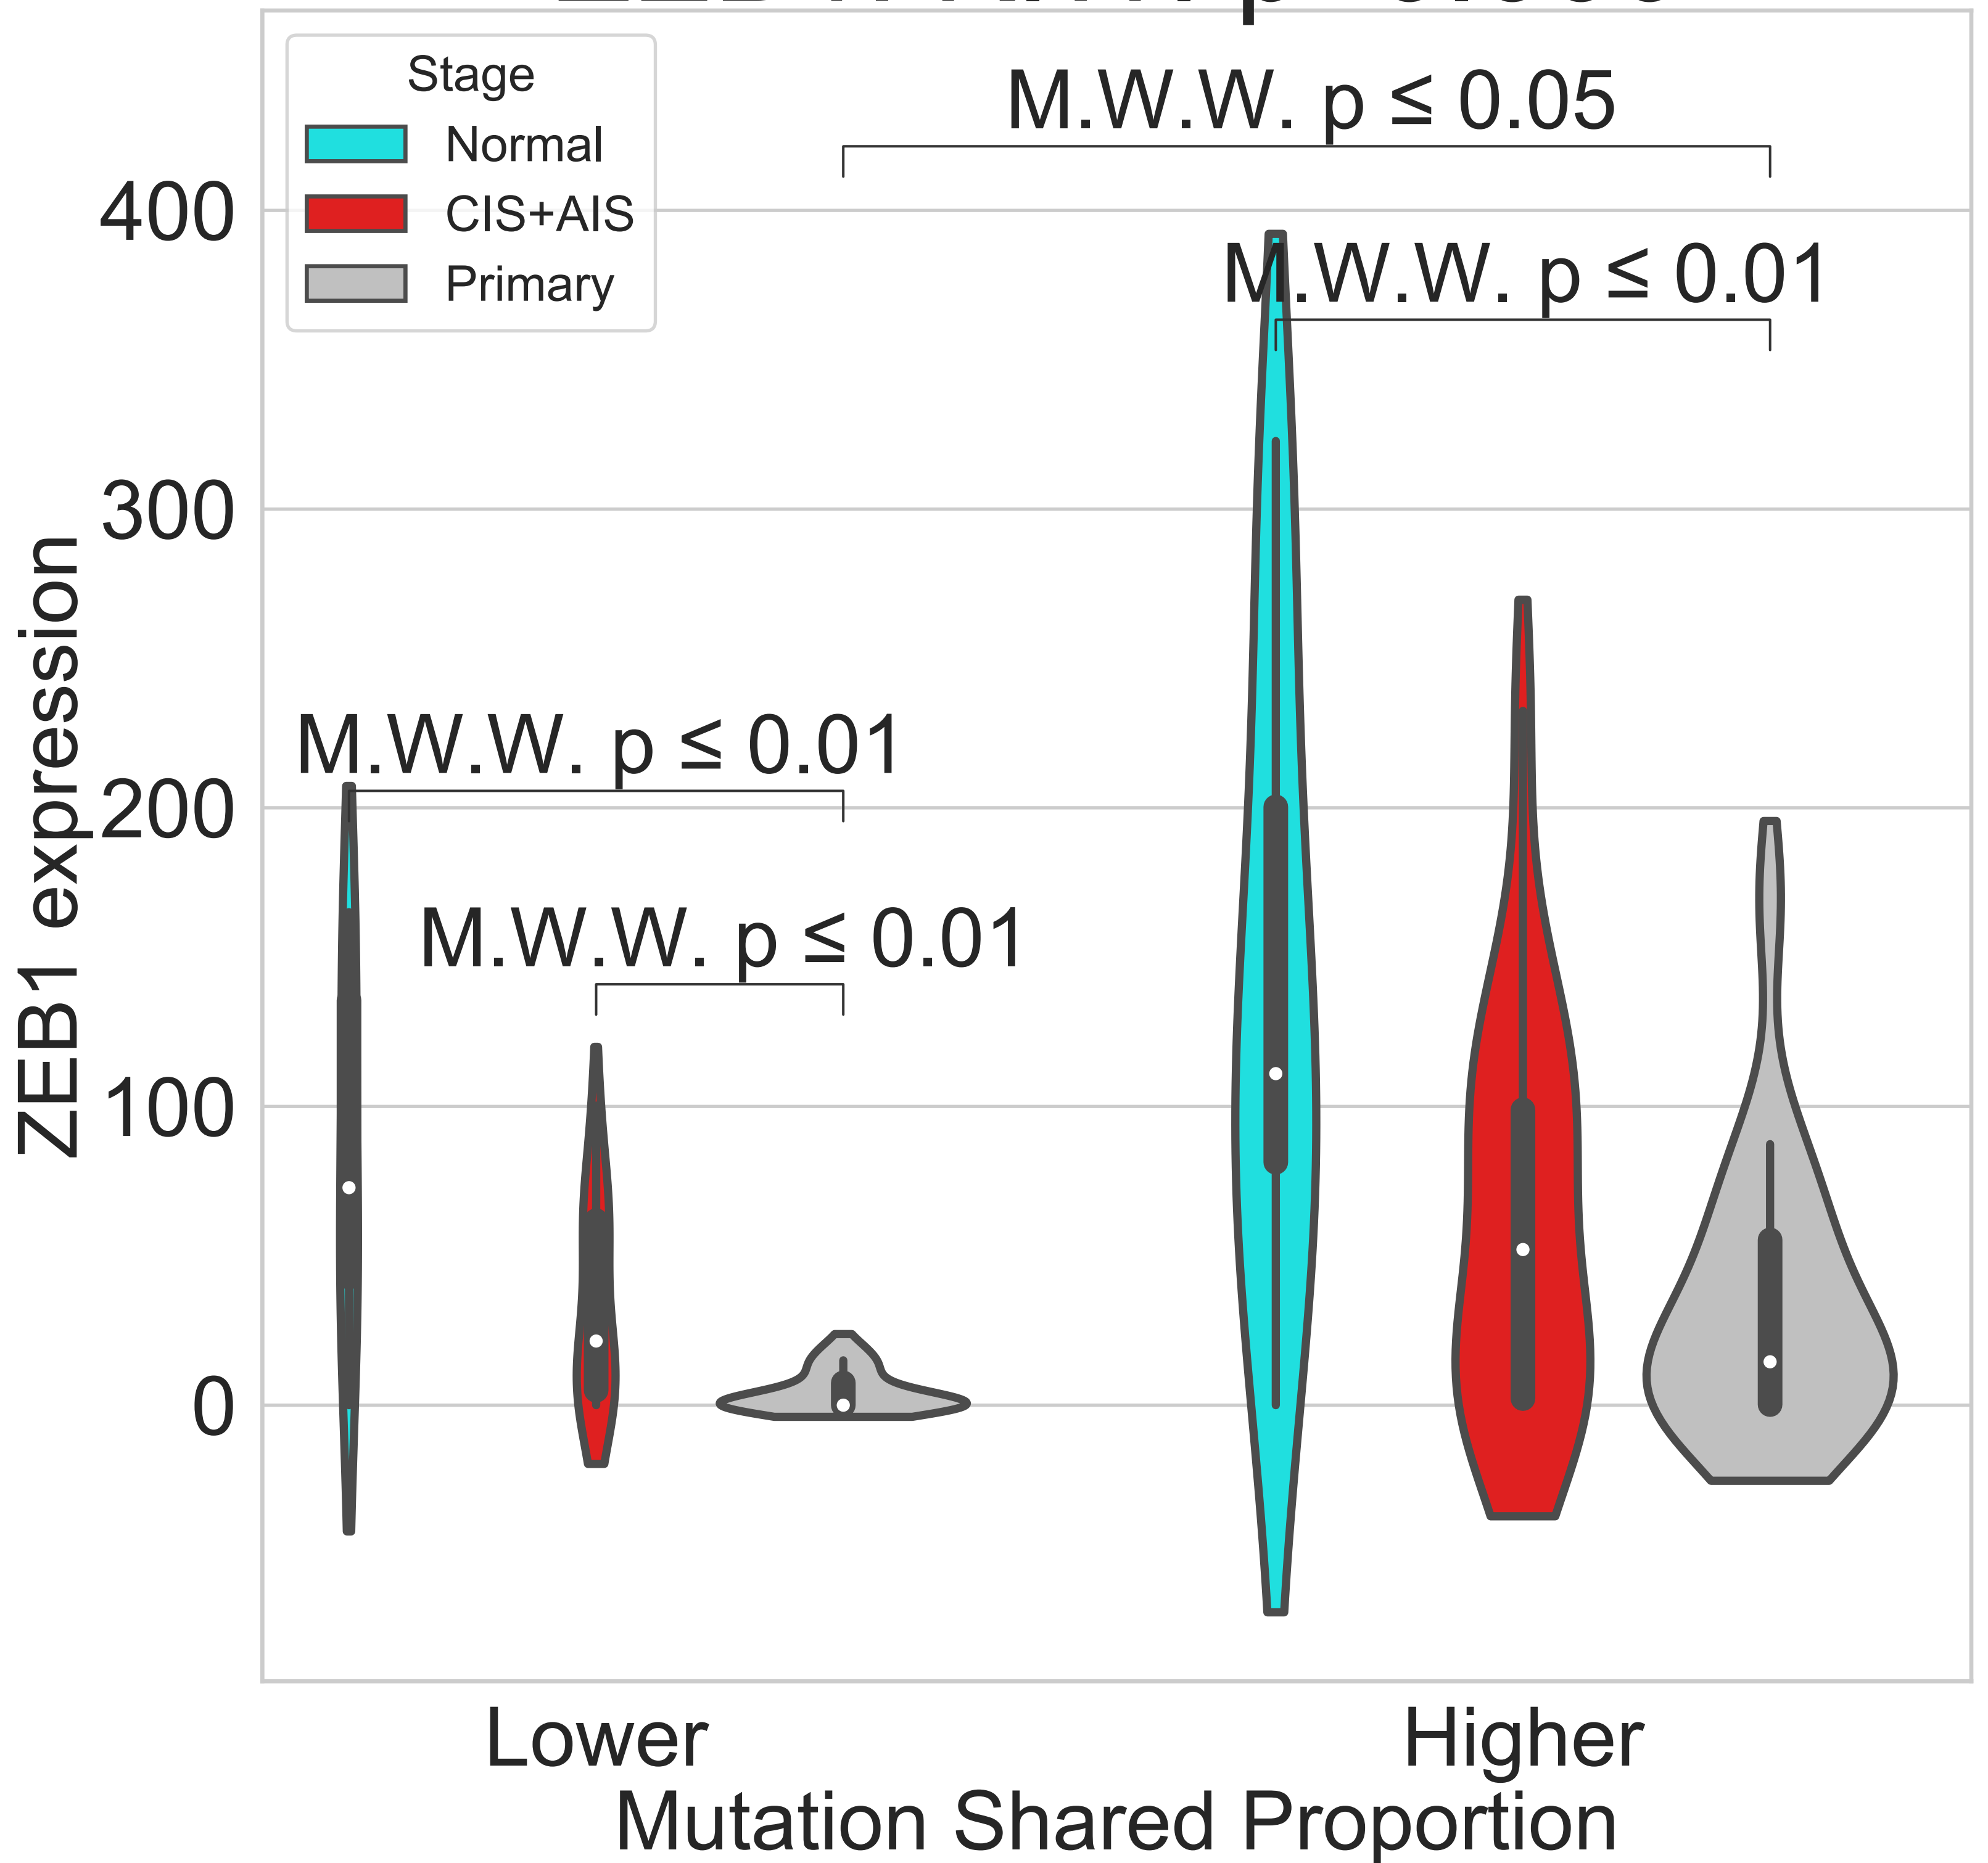 Stage
Normal
CIS+AIS
Primary
M.W.W. p ≤ 0.05
M.W.W. p ≤ 0.01
M.W.W. p ≤ 0.01
M.W.W. p ≤ 0.01
400
300
200
100
0
ZEB1 expression
Lower
Higher
Mutation Shared Proportion